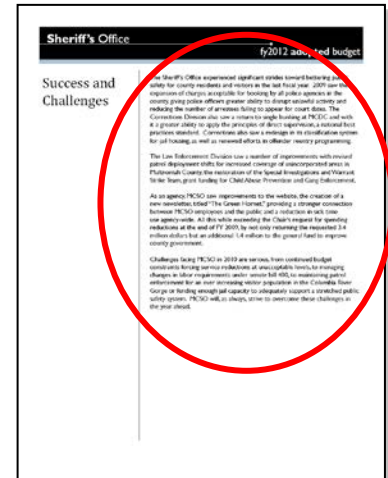 Sheriff's Office
fy2012 adopted budget
Success and
Challenges
The Sheriff's Office experienced significant strides toward bettering
safety for county residents and visitors in the last fiscal year. 2009 saw the
expansion of charges acceptable for booking by all police agencies in the
county giving police officers greater ability to disrupt unlawful activity and
reducing the number of arrestees failing to appear for court dates. The
Corrections Division also saw a return to single bunking at MCDC and with
it a greater ability to apply the principles of direct supervision, a national best
practices standard. Corrections also saw a redesign in its classification system
for jail housing, as well as renewed efforts in offender reentry programming.
The Law Enforcement Division saw a number of improvements with revised
patrol deployment shifts for increased coverage of unincorporated areas in
Multnomah County, the restoration of the Special Investigations and Warrant
Strike Team, grant funding for Child Abuse Prevention and Gang Enforcement.
As an agency, MCSO saw improvements to the website, the creation of a
new newsletter, titled "The Green Hornet," providing a stronger connection
between MCSO employees and the public and a reduction in sick time
use agency-wide. All this while exceeding the Chair's request for spending
reductions at the end of FY 2009, by not only returning the requested 3.4
million dollars but an additional 1.4 million to the general fund to improve
county government.
Challenges facing MCSO in 2010 are serious, from continued budget
constraints forcing service reductions at unacceptable levels, to managing
changes in labor requirements under senate bill 400, to maintaining patrol
enforcement for an ever increasing visitor population in the Columbia River
Gorge or funding enough jail capacity to adequately support a stretched public
safety system. MCSO will, as always, strive to overcome these challenges in
the year ahead.